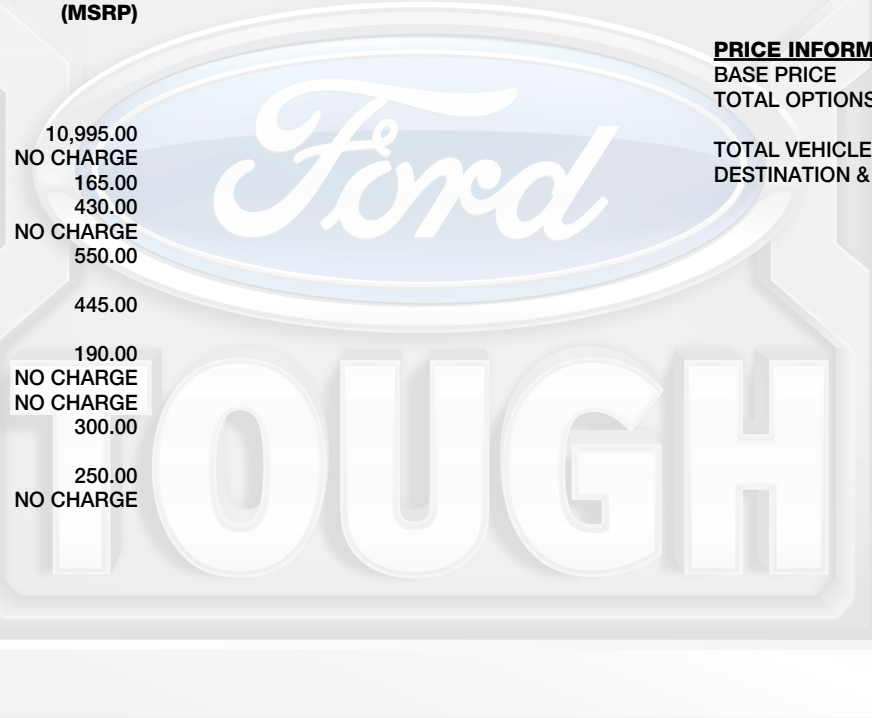 (MSRP)
10,995.00
NO CHARGE
165.00
430.00
NO CHARGE
550.00
445.00
190.00
NO CHARGE
NO CHARGE
300.00
250.00
NO CHARGE
PRICE INFORM
BASE PRICE
TOTAL OPTIONS
TOTAL VEHICLE
DESTINATION &
Ford
TOUGH